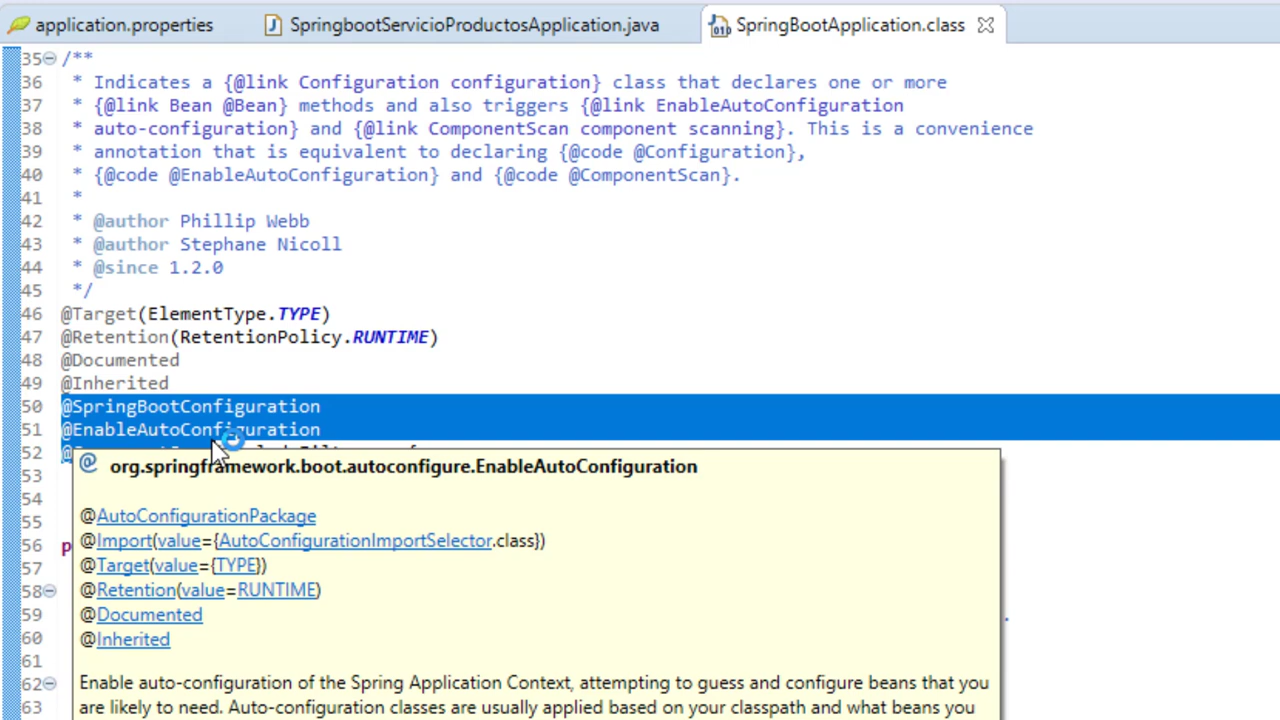 application.properties
SpringbootServicioProductosApplication.java
SpringBootApplication.class
35 /**
36 * Indicates a {@link Configuration configuration} class that declares one or more
37 * {@link Bean @Bean} methods and also triggers {@link EnableAutoConfiguration
38 * auto-configuration} and {@link ComponentScan component scanning}. This is a convenience
39 * annotation that is equivalent to declaring {@code @Configuration},
40 * {@code @EnableAutoConfiguration} and {@code @ComponentScan}.
41 *
42 * @author Phillip Webb
43 * @author Stephane Nicoll
44 * @since 1.2.0
45 */
46 @Target(ElementType.TYPE)
47 @Retention(RetentionPolicy.RUNTIME)
48 @Documented
49 @Inherited
50 @SpringBootConfiguration
51 @EnableAutoConfiguration
52 @
53
54
55
56 p
57
58
59
60
61
62
63
@ org.springframework.boot.autoconfigure.EnableAutoConfiguration
@AutoConfigurationPackage
@Import(value={AutoConfigurationImportSelector.class})
@Target(value={TYPE})
@Retention(value=RUNTIME)
@Documented
@Inherited
Enable auto-configuration of the Spring Application Context, attempting to guess and configure beans that you
are likely to need. Auto-configuration classes are usually applied based on your classpath and what beans you